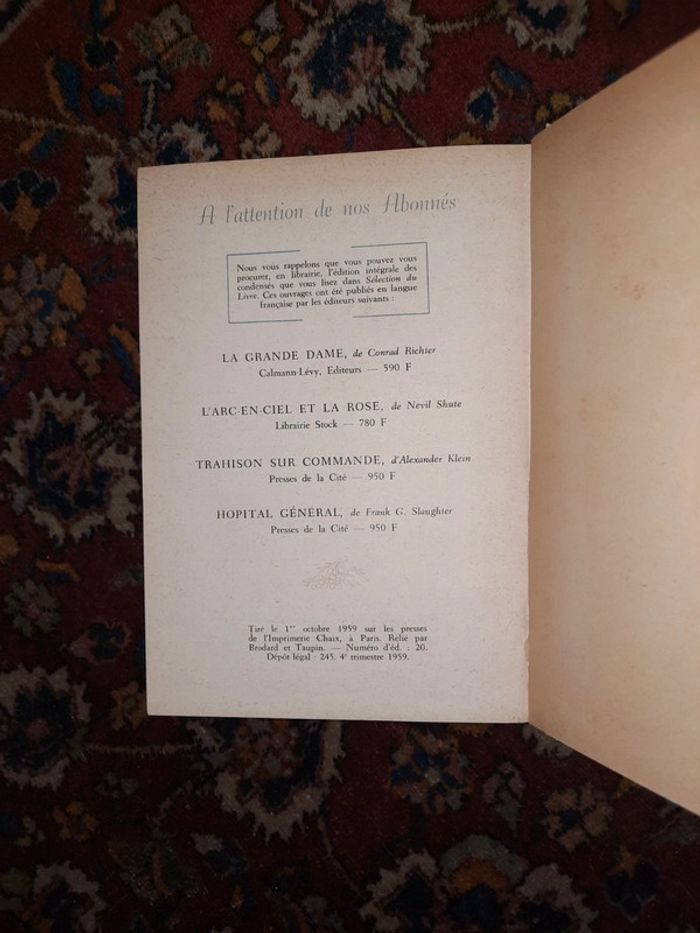 A l'attention de nos Abonnés
Nous vous rappelons que vous pouvez vous
procurer, en librairie, l'édition intégrale des
condensés que vous lisez dans Sélection du
Livre. Ces ouvrages ont été publiés en langue
française par les éditeurs suivants :
LA GRANDE DAME, de Conrad Richter
Calmann-Lévy, Editeurs — 590 F
L'ARC-EN-CIEL ET LA ROSE, de Nevil Shute
Librairie Stock — 780 F
TRAHISON SUR COMMANDE, d'Alexander Klein
Presses de la Cité — 950 F
HOPITAL GÉNÉRAL, de Frank G. Slaughter
Presses de la Cité — 950 F
Tiré le 1er octobre 1959 sur les presses
de l'Imprimerie Chaix, à Paris. Relié par
Brodard et Taupin. — Numéro d'éd. : 20.
Dépôt légal : 245. 4e trimestre 1959.